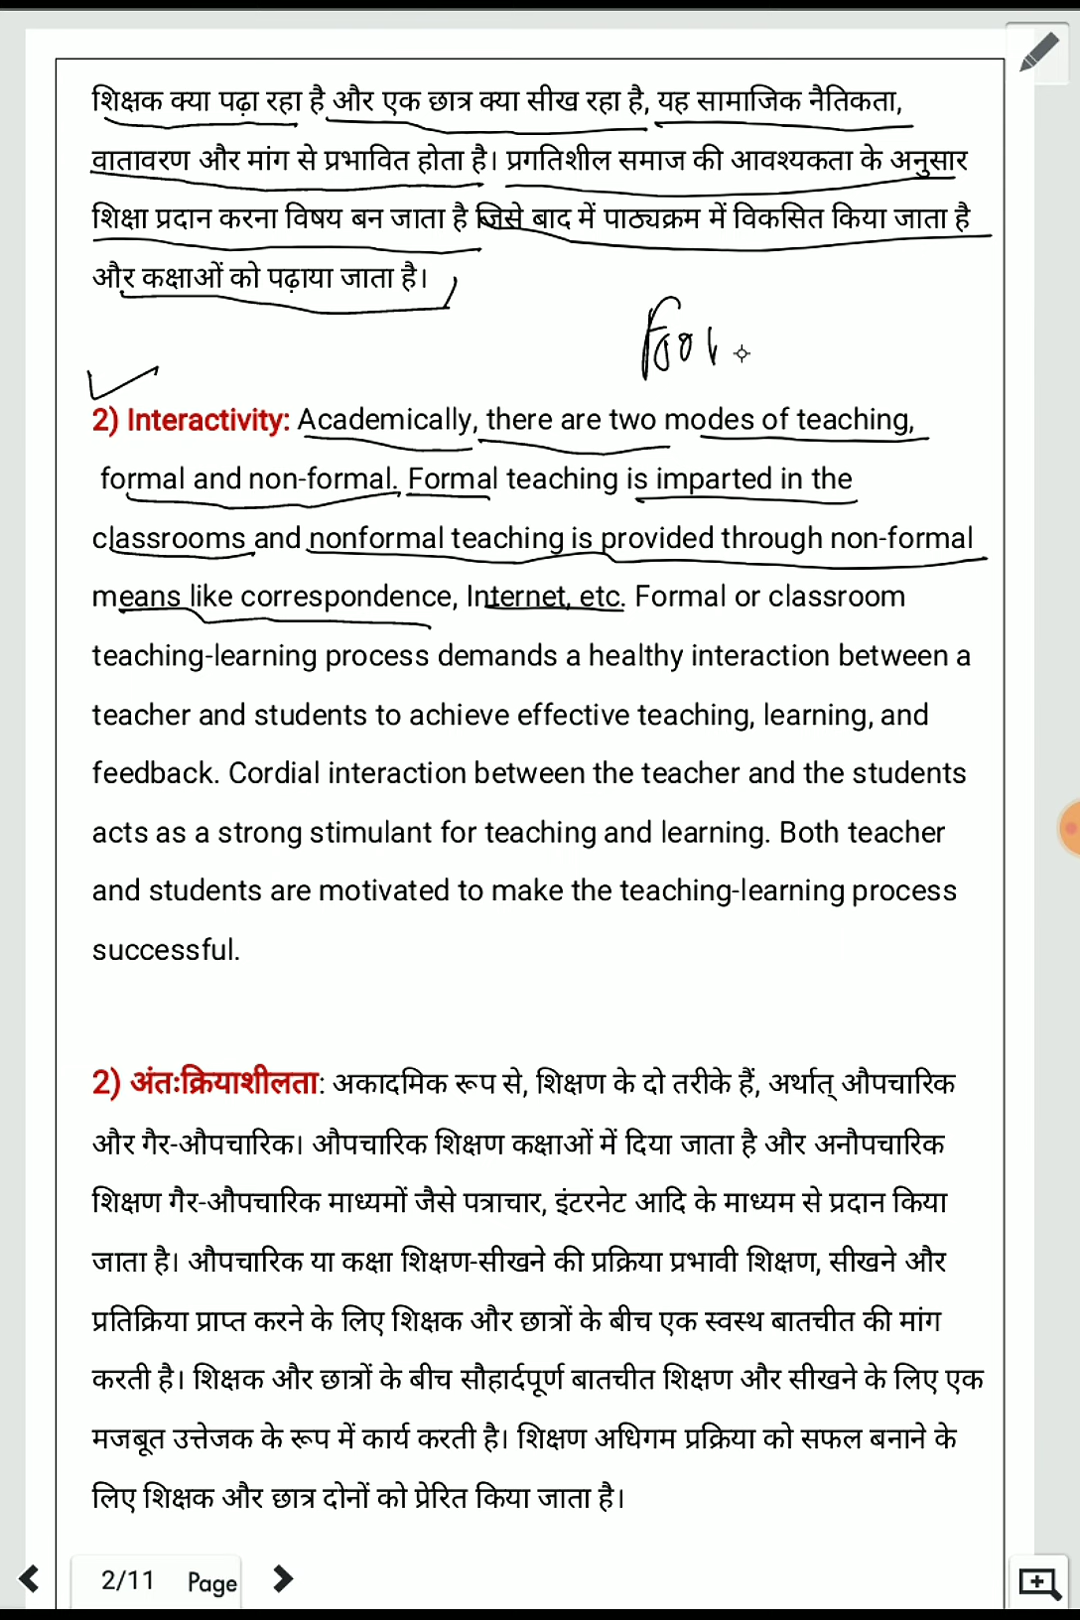 शिक्षक क्या पढ़ा रहा है और एक छात्र क्या सीख रहा है, यह सामाजिक नैतिकता,
वातावरण और मांग से प्रभावित होता है। प्रगतिशील समाज की आवश्यकता के अनुसार
शिक्षा प्रदान करना विषय बन जाता है जिसे बाद में पाठ्यक्रम में विकसित किया जाता है
और कक्षाओं को पढ़ाया जाता है।
2) Interactivity: Academically, there are two modes of teaching,
formal and non-formal. Formal teaching is imparted in the
classrooms and nonformal teaching is provided through non-formal
means like correspondence, Internet, etc. Formal or classroom
teaching-learning process demands a healthy interaction between a
teacher and students to achieve effective teaching, learning, and
feedback. Cordial interaction between the teacher and the students
acts as a strong stimulant for teaching and learning. Both teacher
and students are motivated to make the teaching-learning process
successful.
2) अंतःक्रियाशीलता: अकादमिक रूप से, शिक्षण के दो तरीके हैं, अर्थात् औपचारिक
और गैर-औपचारिक। औपचारिक शिक्षण कक्षाओं में दिया जाता है और अनौपचारिक
शिक्षण गैर-औपचारिक माध्यमों जैसे पत्राचार, इंटरनेट आदि के माध्यम से प्रदान किया
जाता है। औपचारिक या कक्षा शिक्षण-सीखने की प्रक्रिया प्रभावी शिक्षण, सीखने और
प्रतिक्रिया प्राप्त करने के लिए शिक्षक और छात्रों के बीच एक स्वस्थ बातचीत की मांग
करती है। शिक्षक और छात्रों के बीच सौहार्दपूर्ण बातचीत शिक्षण और सीखने के लिए एक
मजबूत उत्तेजक के रूप में कार्य करती है। शिक्षण अधिगम प्रक्रिया को सफल बनाने के
लिए शिक्षक और छात्र दोनों को प्रेरित किया जाता है।
2/11 Page